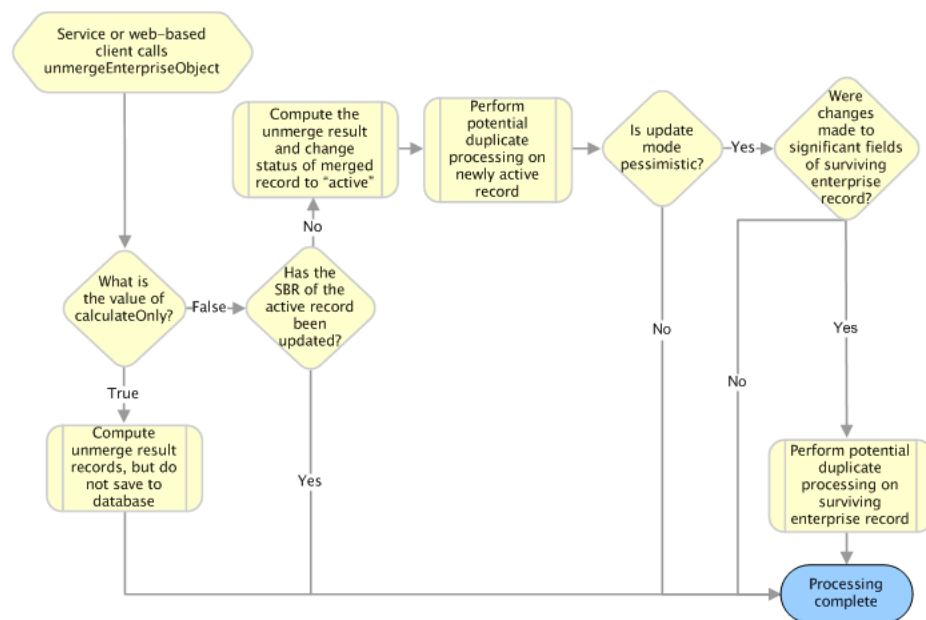 Service or web-based
client calls
unmergeEnterpriseObject
Compute the
unmerge result
and change
status of merged
record to “active”
Perform
potential
duplicate
processing on
newly active
record
Is update
mode
pessimistic?
Yes
Were
changes
made to
significant fields
of surviving
enterprise
record?
No
What is
the value of
calculateOnly?
False
Has the
SBR of the
active record
been
updated?
No
Yes
No
True
Compute
unmerge result
records, but do
not save to
database
Yes
Perform potential
duplicate
processing on
surviving
enterprise record
Processing
complete